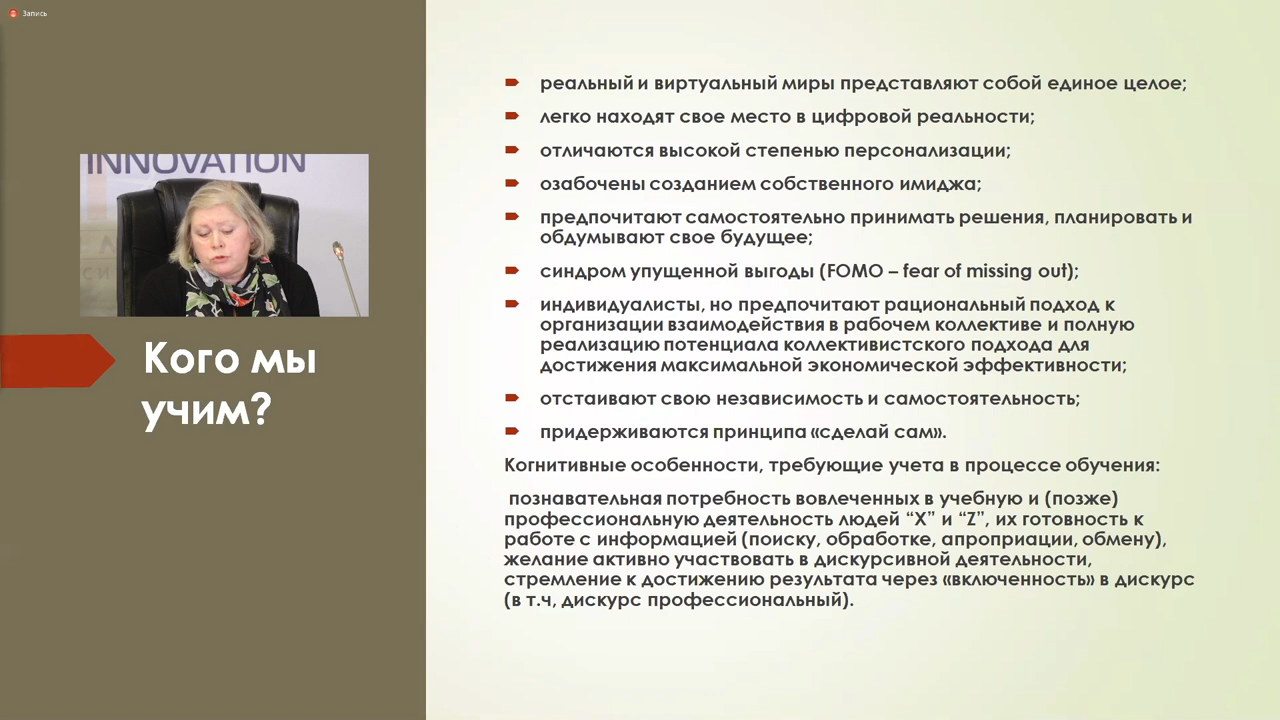 Запись
INNOVATION
Кого мы
учим?
реальный и виртуальный миры представляют собой единое целое;
легко находят свое место в цифровой реальности;
отличаются высокой степенью персонализации;
озабочены созданием собственного имиджа;
предпочитают самостоятельно принимать решения, планировать и
обдумывают свое будущее;
синдром упущенной выгоды (FOMO – fear of missing out);
индивидуалисты, но предпочитают рациональный подход к
организации взаимодействия в рабочем коллективе и полную
реализацию потенциала коллективистского подхода для
достижения максимальной экономической эффективности;
отстаивают свою независимость и самостоятельность;
придерживаются принципа «сделай сам».
Когнитивные особенности, требующие учета в процессе обучения:
познавательная потребность вовлеченных в учебную и (позже)
профессиональную деятельность людей “X” и “Z”, их готовность к
работе с информацией (поиску, обработке, апроприации, обмену),
желание активно участвовать в дискурсивной деятельности,
стремление к достижению результата через «включенность» в дискурс
(в т.ч, дискурс профессиональный).